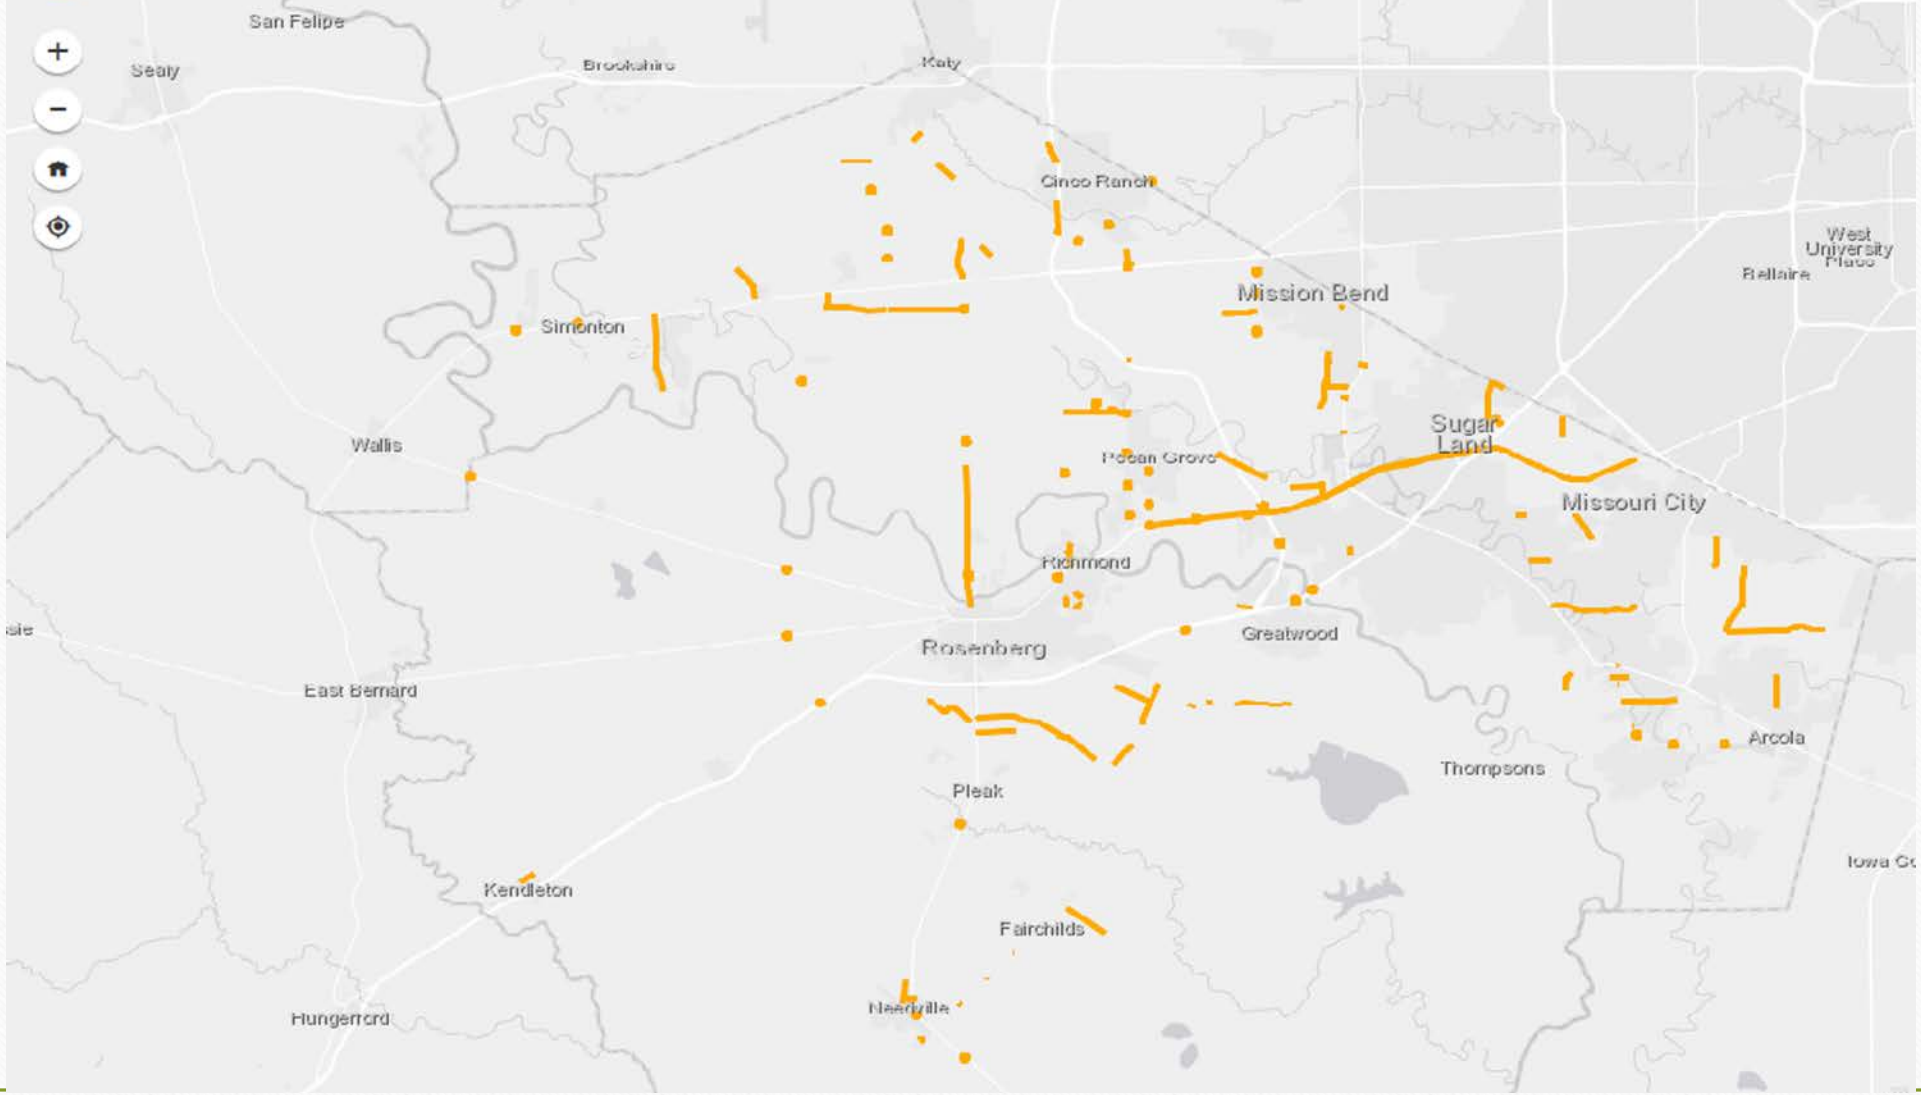 San Felipe
Katy
Brookshire
Sealy
Cinco Ranch
West
University
Place
Bellaire
Mission Bend
Simonton
Sugar
Land
Wallis
Pecan Grove
Missouri City
Richmond
sie
Greatwood
Rosenberg
East Bernard
Arcola
Thompsons
Pleak
Iowa Co
Kendleton
Fairchilds
Needville
Hungerford